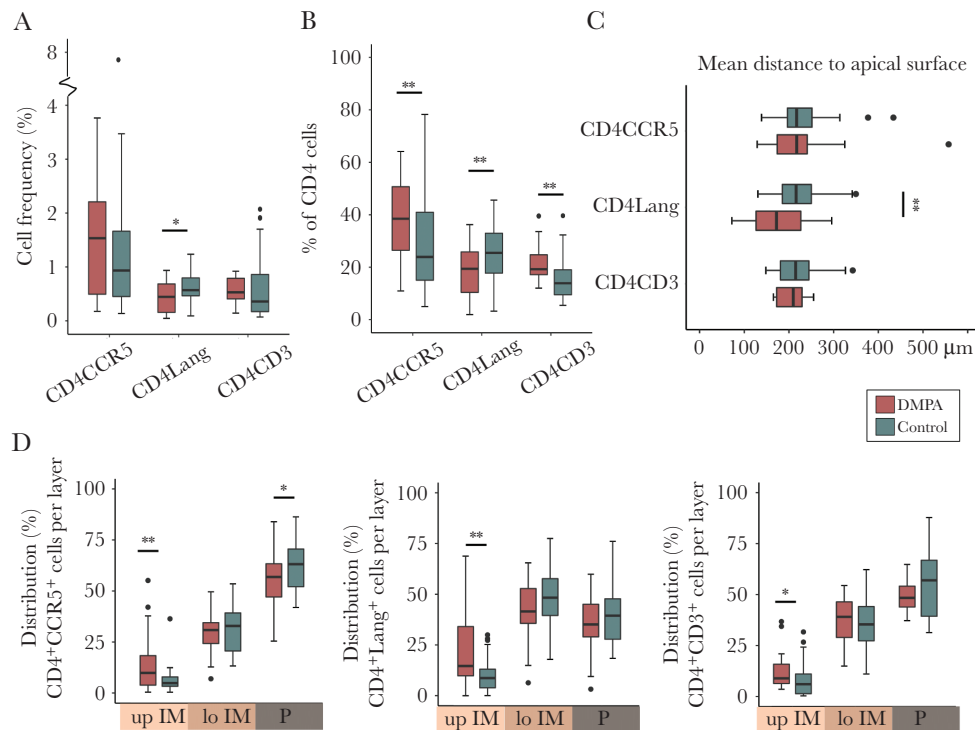 A
Cell frequency (%)
8
4
3
2
1
0
*
CD4CCR5
CD4Lang
CD4CD3
B
% of CD4 cells
100
80
60
40
20
0
**
**
**
CD4CCR5
CD4Lang
CD4CD3
C
Mean distance to apical surface
CD4CCR5
CD4Lang
CD4CD3
**
0 100 200 300 400 500 µm
DMPA
Control
D
Distribution (%)
CD4+CCR5+ cells per layer
100
75
50
25
0
**
*
up IM lo IM P
Distribution (%)
CD4+Lang+ cells per layer
100
75
50
25
0
**
up IM lo IM P
Distribution (%)
CD4+CD3+ cells per layer
100
75
50
25
0
*
up IM lo IM P